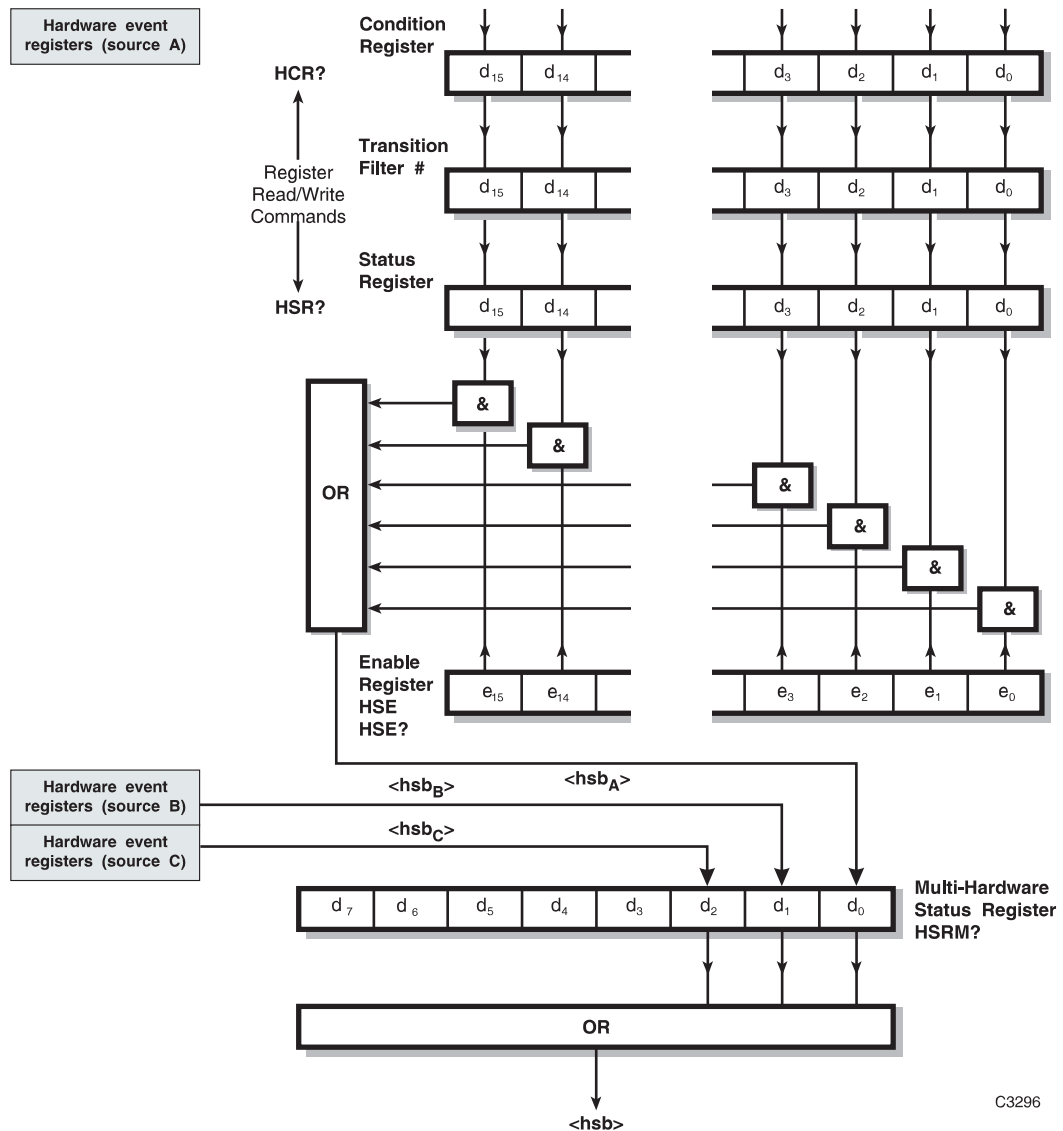 Hardware event
registers (source A)
Condition
Register
HCR?
d15 d14 d3 d2 d1 d0
Transition
Filter #
Register
Read/Write
Commands
d15 d14 d3 d2 d1 d0
Status
Register
HSR?
d15 d14 d3 d2 d1 d0
&
&
OR
&
&
&
&
Enable
Register
HSE
HSE?
e15 e14 e3 e2 e1 e0
Hardware event
registers (source B)
<hsbB>
<hsbA>
Hardware event
registers (source C)
<hsbC>
d7 d6 d5 d4 d3 d2 d1 d0
Multi-Hardware
Status Register
HSRM?
OR
<hsb>
C3296